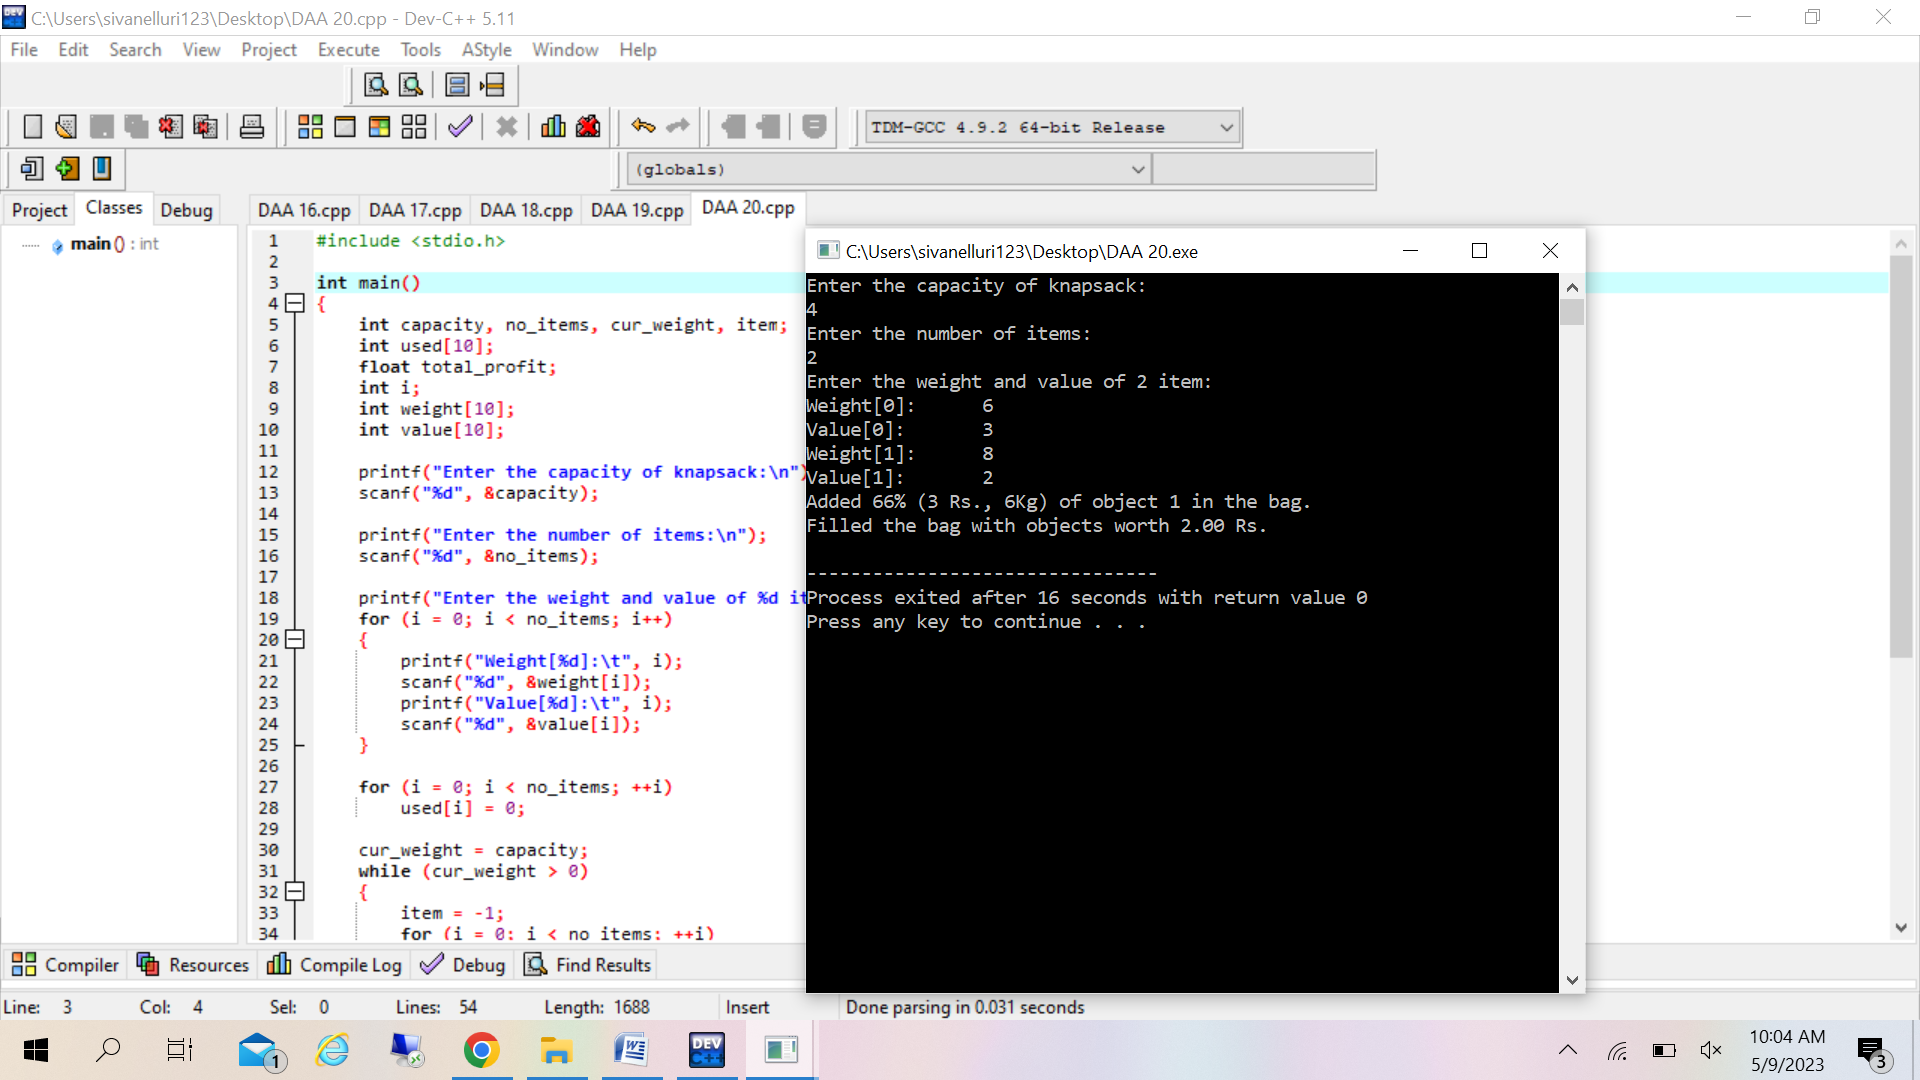 C:\Users\sivanelluri123\Desktop\DAA 20.cpp - Dev-C++ 5.11
File Edit Search View Project Execute Tools AStyle Window Help
TDM-GCC 4.9.2 64-bit Release
(globals)
Project Classes Debug
DAA 16.cpp DAA 17.cpp DAA 18.cpp DAA 19.cpp DAA 20.cpp
main () : int
1 #include <stdio.h>
2
3 int main()
4 {
5 int capacity, no_items, cur_weight, item;
6 int used[10];
7 float total_profit;
8 int i;
9 int weight[10];
10 int value[10];
11
12 printf("Enter the capacity of knapsack:\n")
13 scanf("%d", &capacity);
14
15 printf("Enter the number of items:\n");
16 scanf("%d", &no_items);
17
18 printf("Enter the weight and value of %d it
19 for (i = 0; i < no_items; i++)
20 {
21 printf("Weight[%d]:\t", i);
22 scanf("%d", &weight[i]);
23 printf("Value[%d]:\t", i);
24 scanf("%d", &value[i]);
25 }
26
27 for (i = 0; i < no_items; ++i)
28 used[i] = 0;
29
30 cur_weight = capacity;
31 while (cur_weight > 0)
32 {
33 item = -1;
34 for (i = 0; i < no_items; ++i)
C:\Users\sivanelluri123\Desktop\DAA 20.exe
Enter the capacity of knapsack:
4
Enter the number of items:
2
Enter the weight and value of 2 item:
Weight[0]: 6
Value[0]: 3
Weight[1]: 8
Value[1]: 2
Added 66% (3 Rs., 6Kg) of object 1 in the bag.
Filled the bag with objects worth 2.00 Rs.
--------------------------------
Process exited after 16 seconds with return value 0
Press any key to continue . . .
Compiler Resources Compile Log Debug Find Results
Line: 3 Col: 4 Sel: 0 Lines: 54 Length: 1688 Insert Done parsing in 0.031 seconds
1
W
DEV C++
10:04 AM
5/9/2023
3